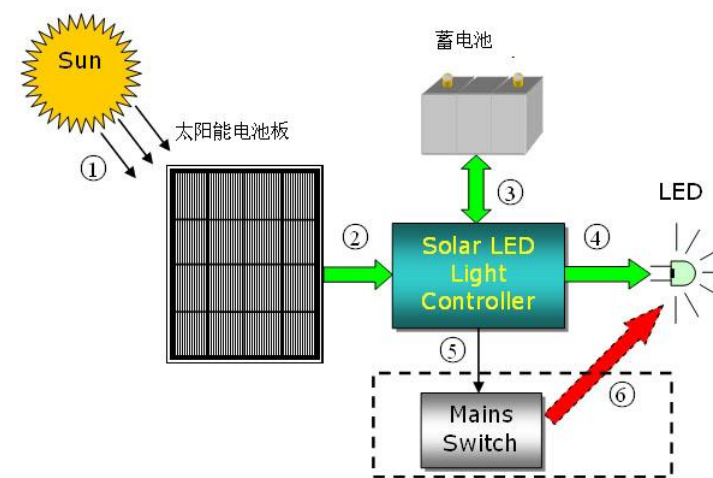 Sun
蓄电池
太阳能电池板
①
③
LED
②
④
Solar LED
Light
Controller
⑤
⑥
Mains
Switch